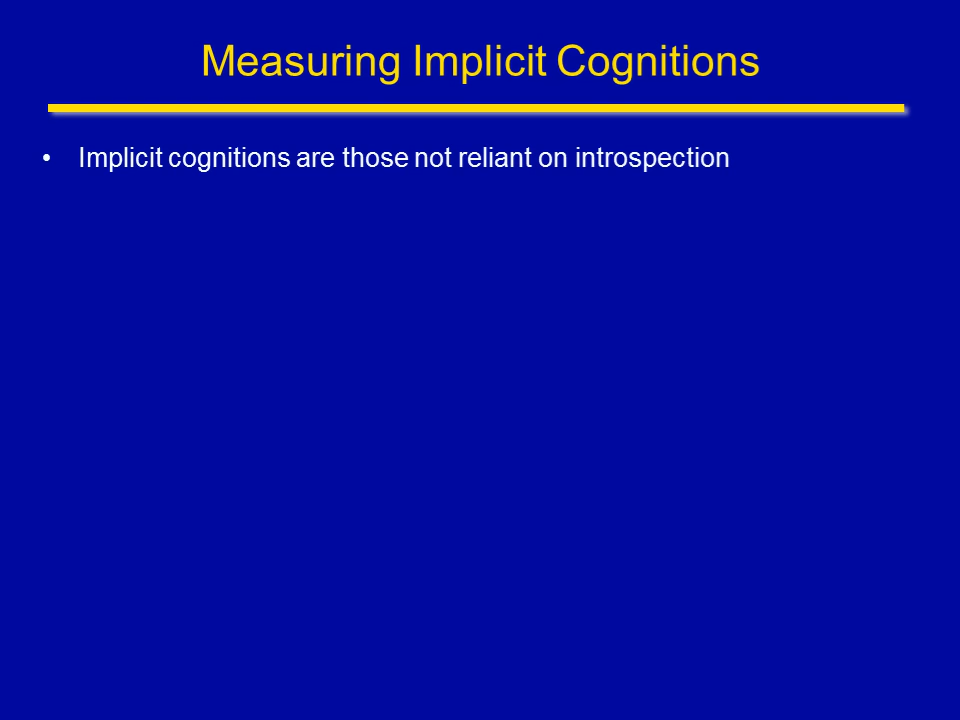 Measuring Implicit Cognitions
• Implicit cognitions are those not reliant on introspection